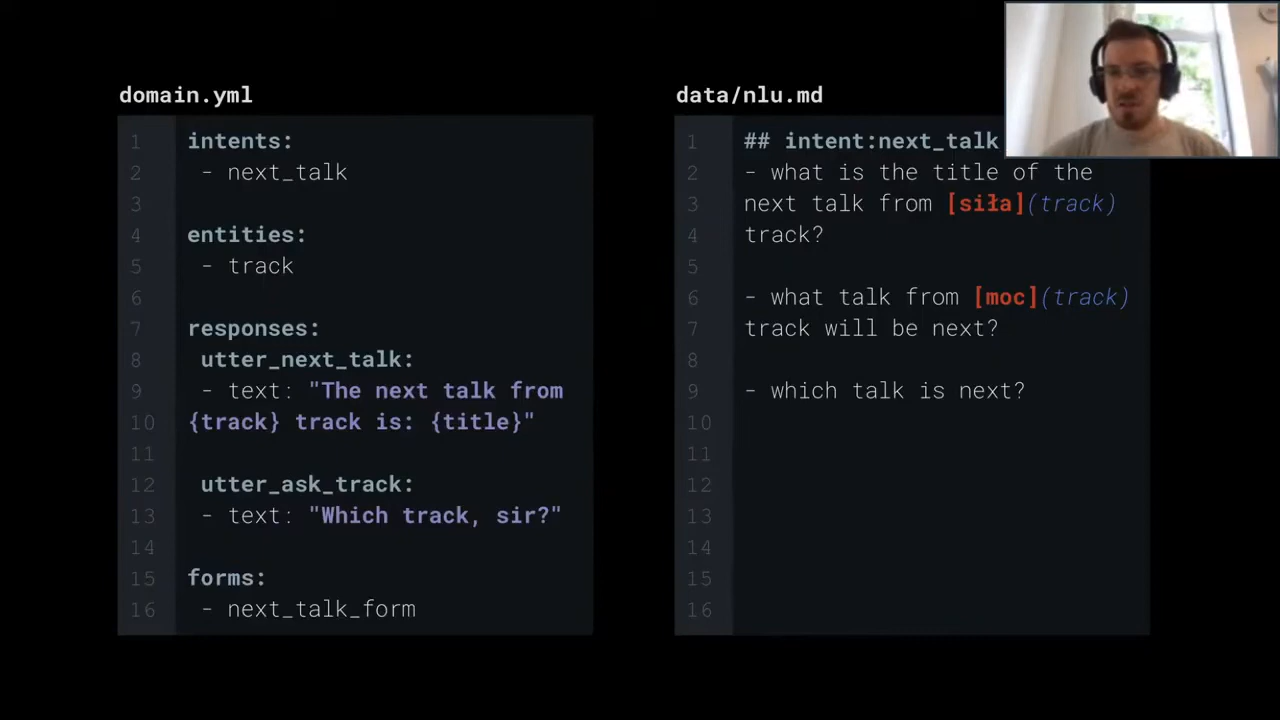 domain.yml
1 intents:
2 - next_talk
3
4 entities:
5 - track
6
7 responses:
8 utter_next_talk:
9 - text: "The next talk from
10 {track} track is: {title}"
11
12 utter_ask_track:
13 - text: "Which track, sir?"
14
15 forms:
16 - next_talk_form
data/nlu.md
1 ## intent:next_talk
2 - what is the title of the
3 next talk from [siła](track)
4 track?
5
6 - what talk from [moc](track)
7 track will be next?
8
9 - which talk is next?
10
11
12
13
14
15
16